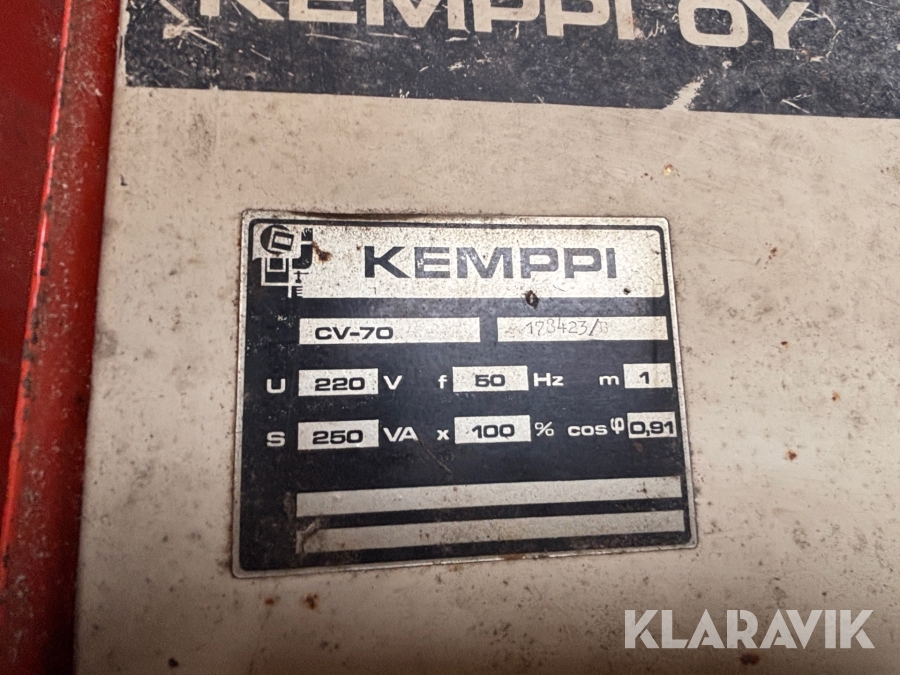 KEMPPI OY
KEMPPI
CV-70 178423/B
U 220 V f 50 Hz m 1
S 250 VA x 100 % cos φ 0,91
KLARAVIK